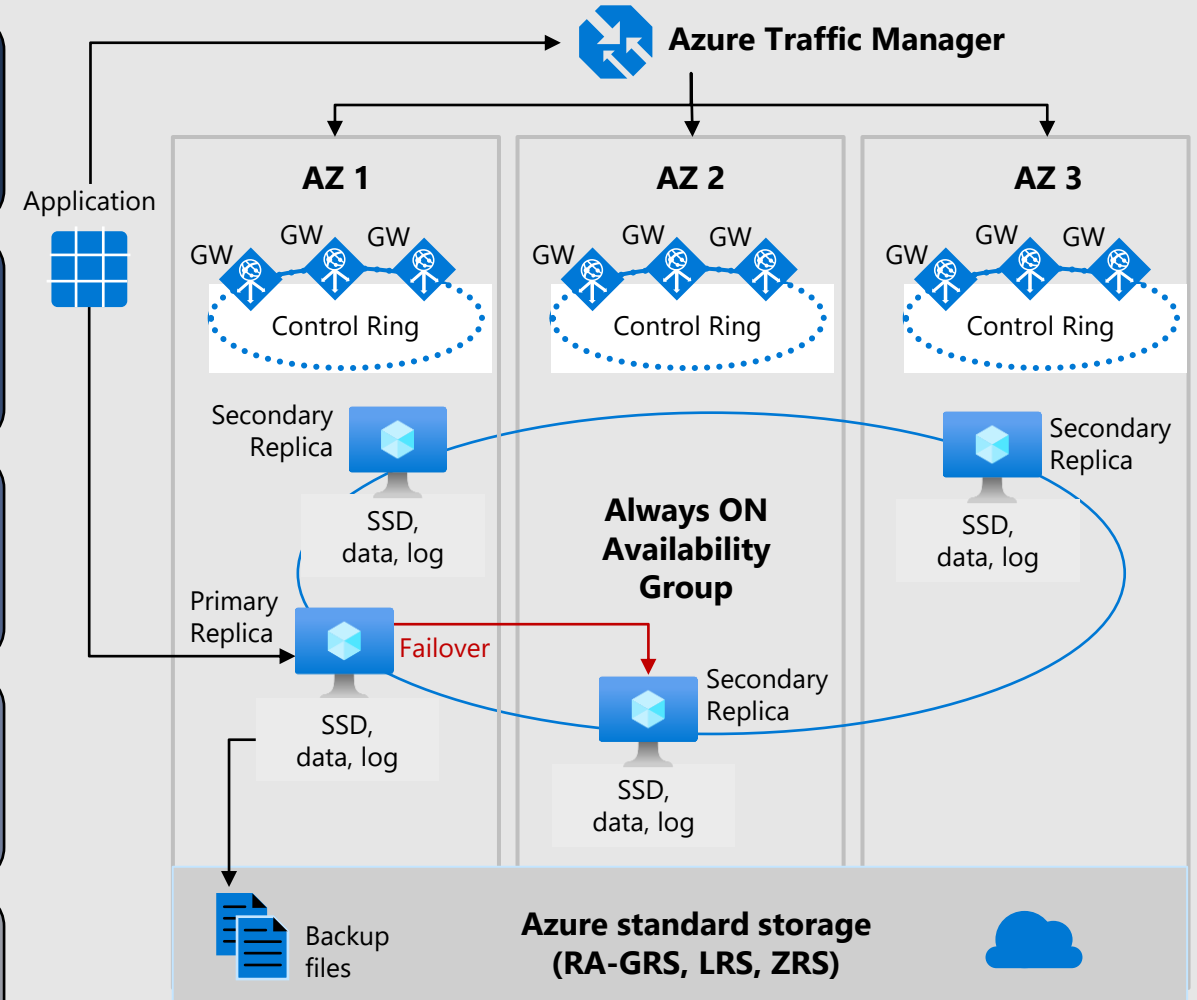 Azure Traffic Manager
Application
AZ 1
AZ 2
AZ 3
GW
GW
GW
Control Ring
GW
GW
GW
Control Ring
GW
GW
GW
Control Ring
Secondary
Replica
SSD,
data, log
Always ON
Availability
Group
Secondary
Replica
SSD,
data, log
Primary
Replica
Failover
SSD,
data, log
Secondary
Replica
SSD,
data, log
Backup
files
Azure standard storage
(RA-GRS, LRS, ZRS)